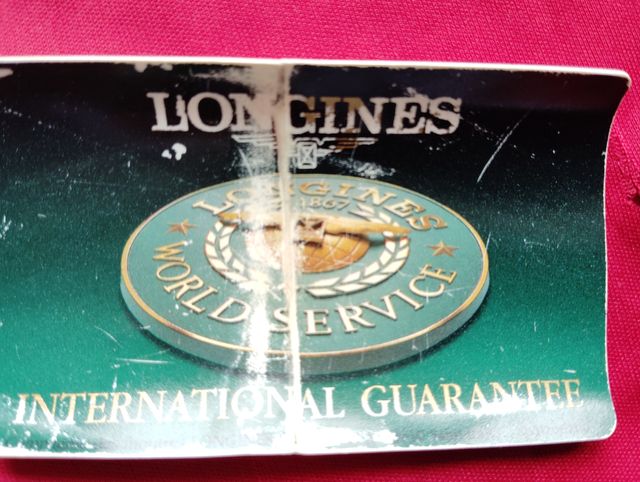 LONGINES
LONGINES
1867
WORLD SERVICE
INTERNATIONAL GUARANTEE